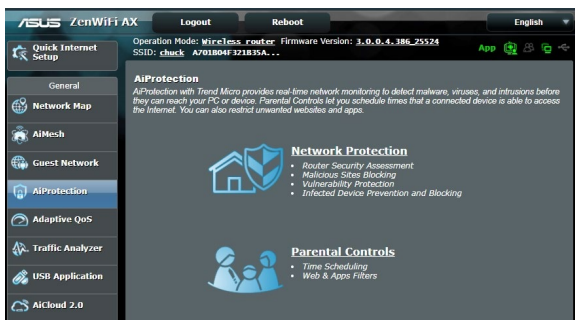 ASUS ZenWiFi AX
Logout
Reboot
English
Quick Internet
Setup
Operation Mode: Wireless router Firmware Version: 3.0.0.4.386_25524
SSID: chuck A701B04F321B35A...
App
General
Network Map
AiMesh
Guest Network
AiProtection
Adaptive QoS
Traffic Analyzer
USB Application
AiCloud 2.0
AiProtection
AiProtection with Trend Micro provides real-time network monitoring to detect malware, viruses, and intrusions before
they can reach your PC or device. Parental Controls let you schedule times that a connected device is able to access
the Internet. You can also restrict unwanted websites and apps.
Network Protection
• Router Security Assessment
• Malicious Sites Blocking
• Vulnerability Protection
• Infected Device Prevention and Blocking
Parental Controls
• Time Scheduling
• Web & Apps Filters